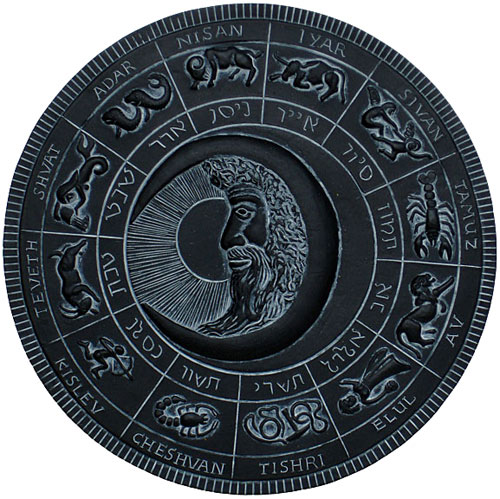 NISAN
IYAR
SIVAN
TAMUZ
AV
ELUL
TISHRI
CHESHVAN
KISLEV
TEVETH
SHVAT
ADAR
ניסן
אייר
סיון
תמוז
אב
אלול
תשרי
חשון
כסלו
טבת
שבט
אדר